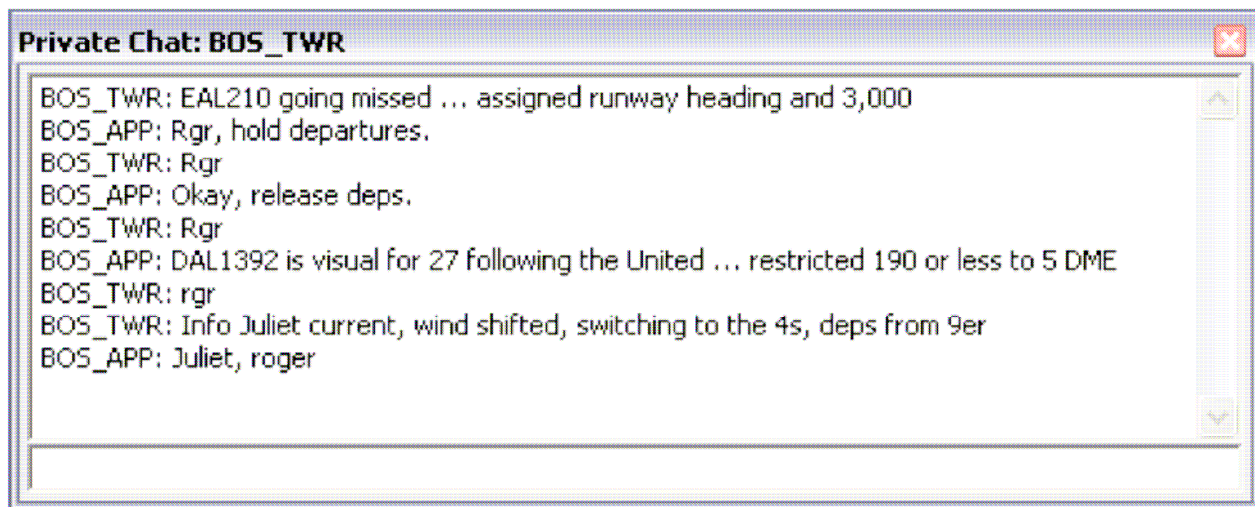 Private Chat: BOS_TWR
BOS_TWR: EAL210 going missed ... assigned runway heading and 3,000
BOS_APP: Rgr, hold departures.
BOS_TWR: Rgr
BOS_APP: Okay, release deps.
BOS_TWR: Rgr
BOS_APP: DAL1392 is visual for 27 following the United ... restricted 190 or less to 5 DME
BOS_TWR: rgr
BOS_TWR: Info Juliet current, wind shifted, switching to the 4s, deps from 9er
BOS_APP: Juliet, roger